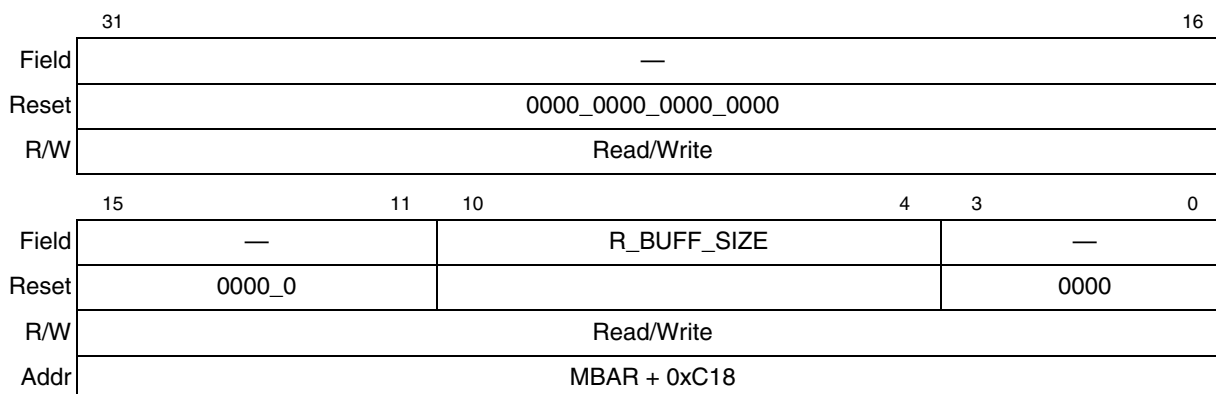 31 16
Field —
Reset 0000_0000_0000_0000
R/W Read/Write
15 11 10 4 3 0
Field — R_BUFF_SIZE —
Reset 0000_0 0000
R/W Read/Write
Addr MBAR + 0xC18